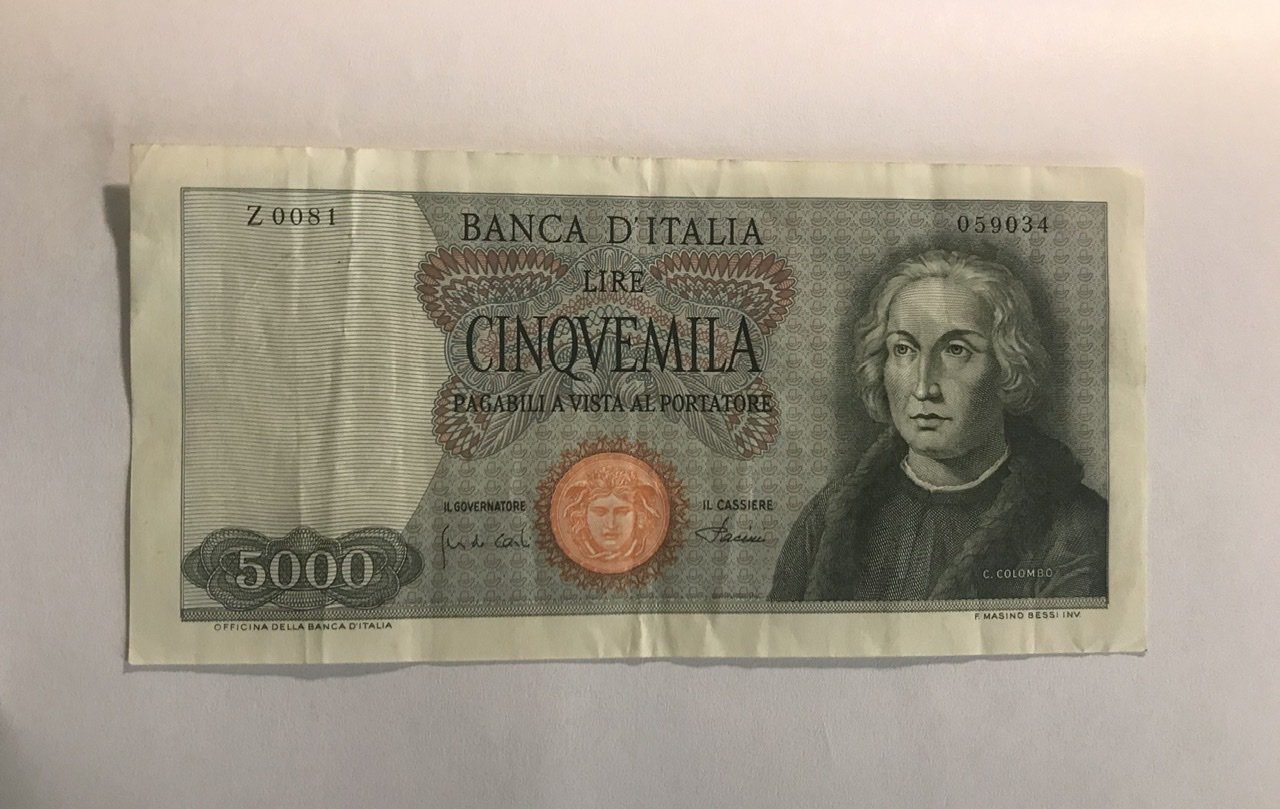 Z 0081
059034
BANCA D'ITALIA
LIRE
CINQVEMILA
PAGABILI A VISTA AL PORTATORE
IL GOVERNATORE
IL CASSIERE
5000
C. COLOMBO
OFFICINA DELLA BANCA D'ITALIA
F. MASINO BESSI INV.